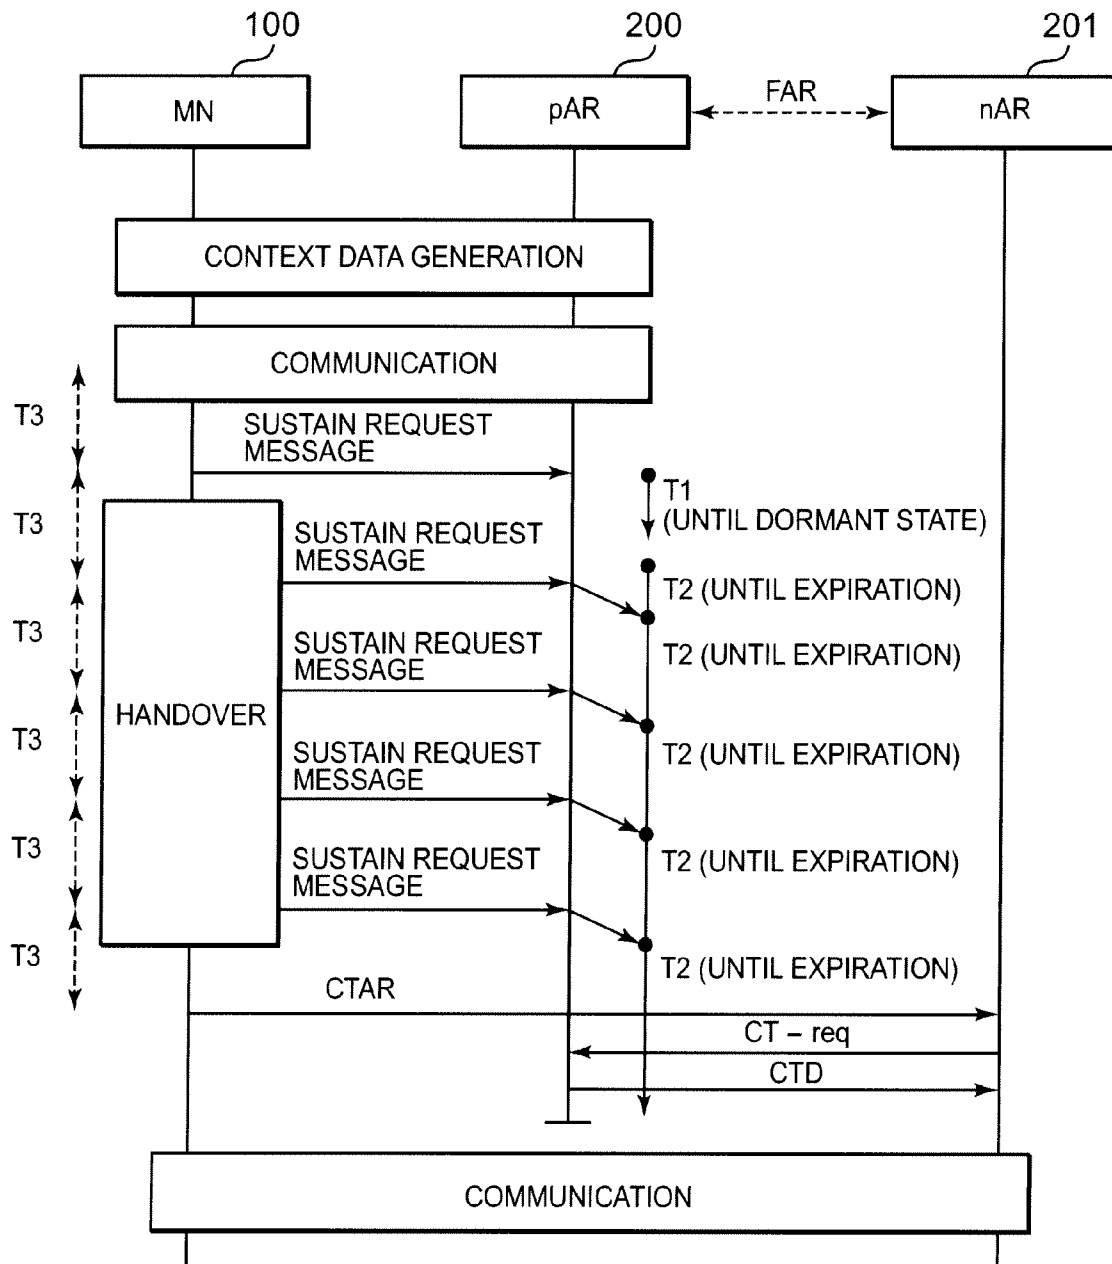 100
200
201
MN
pAR
FAR
nAR
CONTEXT DATA GENERATION
COMMUNICATION
T3
SUSTAIN REQUEST
MESSAGE
T1
(UNTIL DORMANT STATE)
T3
SUSTAIN REQUEST
MESSAGE
T2 (UNTIL EXPIRATION)
T3
SUSTAIN REQUEST
MESSAGE
T2 (UNTIL EXPIRATION)
HANDOVER
T3
SUSTAIN REQUEST
MESSAGE
T2 (UNTIL EXPIRATION)
T3
SUSTAIN REQUEST
MESSAGE
T2 (UNTIL EXPIRATION)
T3
T2 (UNTIL EXPIRATION)
CTAR
CT – req
CTD
COMMUNICATION